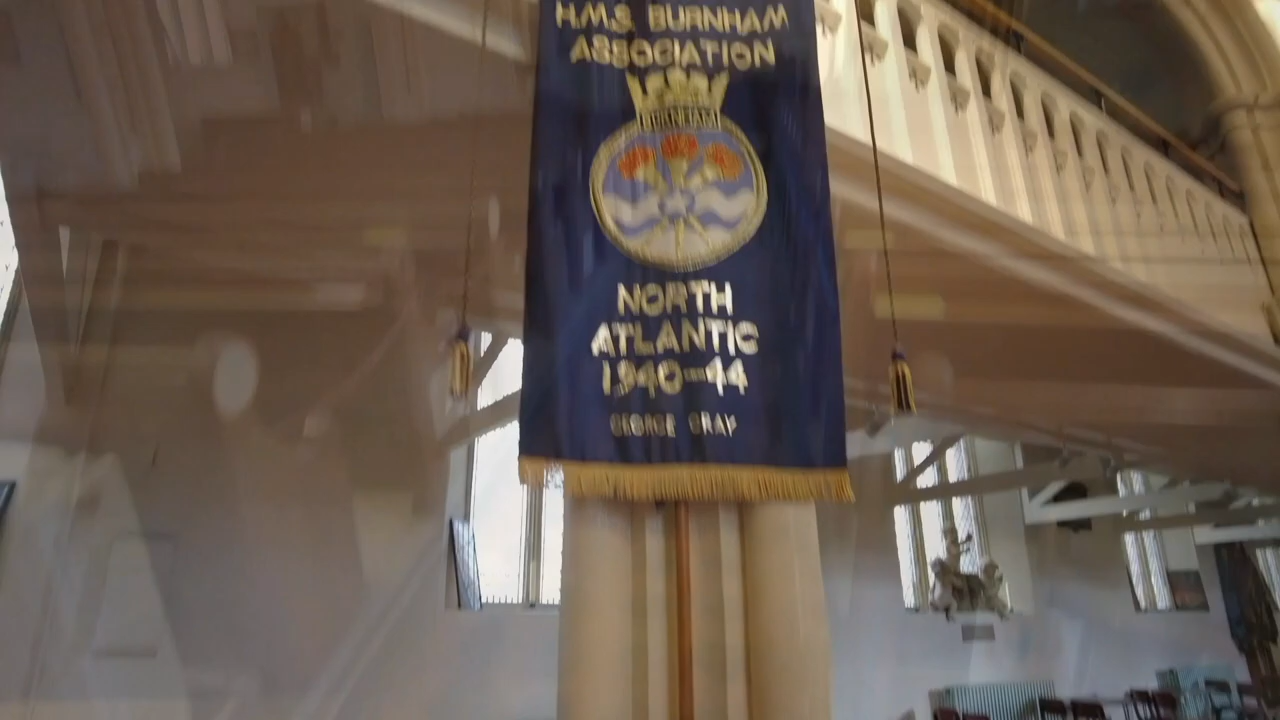 H.M.S. BURNHAM
ASSOCIATION
BURNHAM
NORTH
ATLANTIC
1940-44
GEORGE GRAY